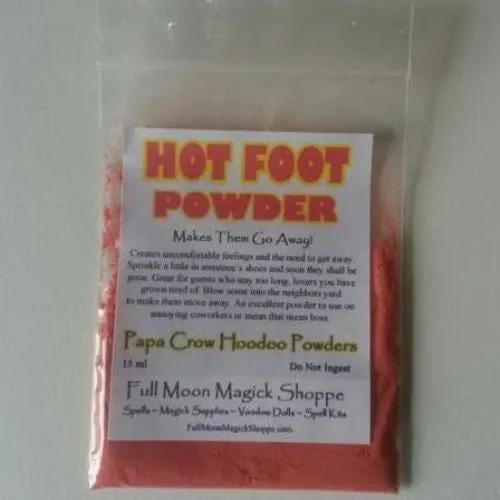 HOT FOOT
POWDER
Makes Them Go Away!
Creates uncomfortable feelings and the need to get away.
Sprinkle a little in someone's shoes and soon they shall be
gone. Great for guests who stay too long, lovers you have
grown tired of. Blow some into the neighbors yard
to make them move away. An excellent powder to use on
annoying coworkers or mean that mean boss.
Papa Crow Hoodoo Powders
15 ml Do Not Ingest
Full Moon Magick Shoppe
Spells ~ Magick Supplies ~ Voodoo Dolls ~ Spell Kits
FullMoonMagickShoppe.com